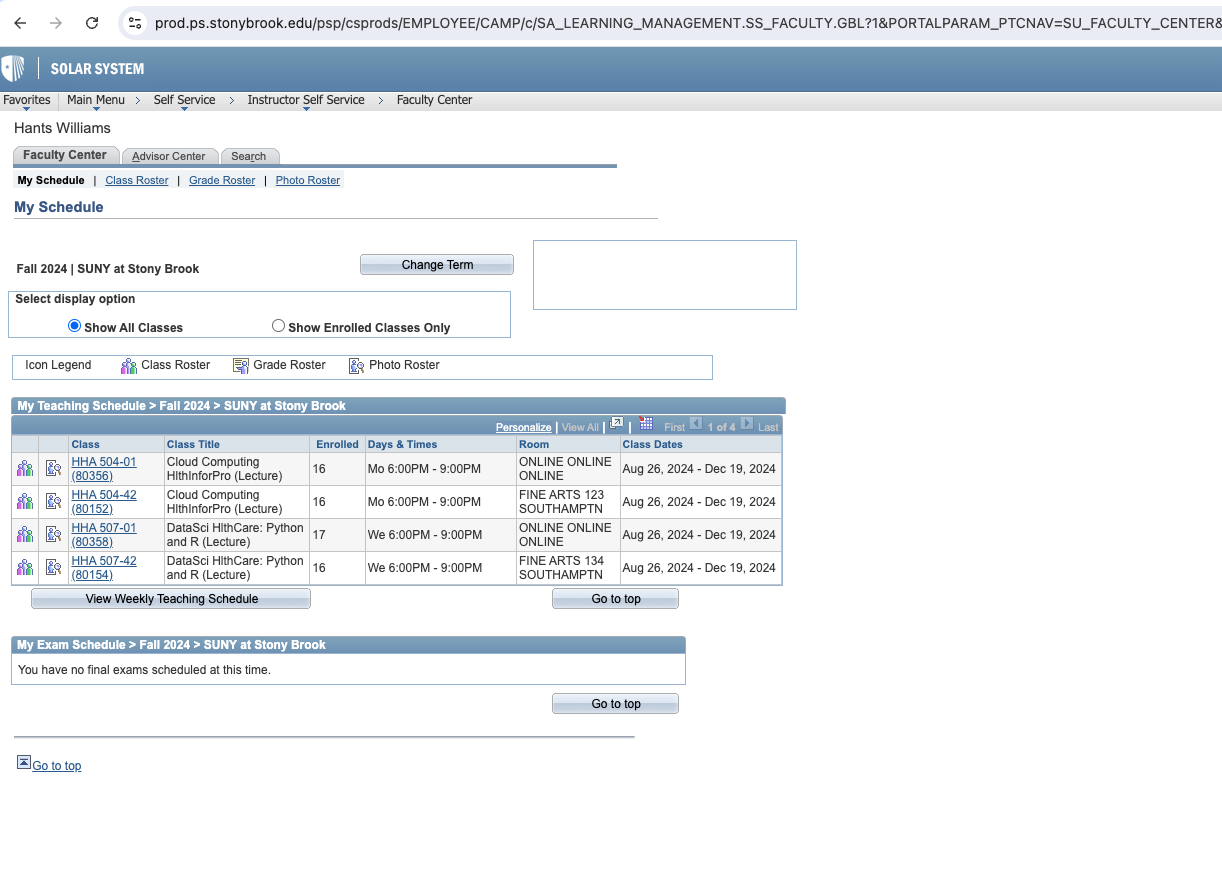 prod.ps.stonybrook.edu/psp/csprods/EMPLOYEE/CAMP/c/SA_LEARNING_MANAGEMENT.SS_FACULTY.GBL?1&PORTALPARAM_PTCNAV=SU_FACULTY_CENTER&
SOLAR SYSTEM
Favorites Main Menu > Self Service > Instructor Self Service > Faculty Center
Hants Williams
Faculty Center Advisor Center Search
My Schedule | Class Roster | Grade Roster | Photo Roster
My Schedule
Fall 2024 | SUNY at Stony Brook Change Term
Select display option
Show All Classes Show Enrolled Classes Only
Icon Legend Class Roster Grade Roster Photo Roster
My Teaching Schedule > Fall 2024 > SUNY at Stony Brook
Personalize | View All | | First 1 of 4 Last
Class Class Title Enrolled Days & Times Room Class Dates
HHA 504-01 Cloud Computing ONLINE ONLINE
(80356) HlthInforPro (Lecture) 16 Mo 6:00PM - 9:00PM ONLINE Aug 26, 2024 - Dec 19, 2024
HHA 504-42 Cloud Computing FINE ARTS 123
(80152) HlthInforPro (Lecture) 16 Mo 6:00PM - 9:00PM SOUTHAMPTN Aug 26, 2024 - Dec 19, 2024
HHA 507-01 DataSci HlthCare: Python ONLINE ONLINE
(80358) and R (Lecture) 17 We 6:00PM - 9:00PM ONLINE Aug 26, 2024 - Dec 19, 2024
HHA 507-42 DataSci HlthCare: Python FINE ARTS 134
(80154) and R (Lecture) 16 We 6:00PM - 9:00PM SOUTHAMPTN Aug 26, 2024 - Dec 19, 2024
View Weekly Teaching Schedule Go to top
My Exam Schedule > Fall 2024 > SUNY at Stony Brook
You have no final exams scheduled at this time.
Go to top
Go to top